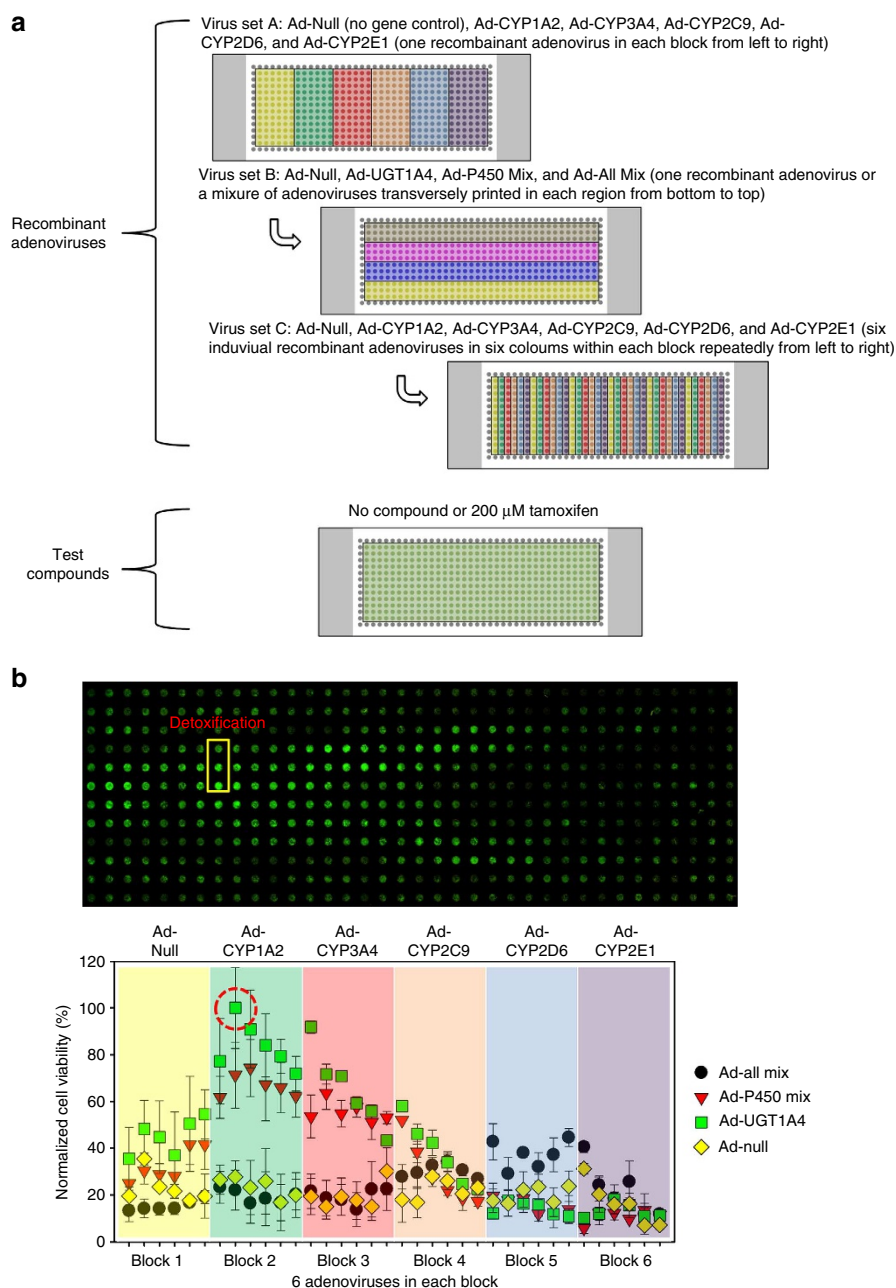 a
Virus set A: Ad-Null (no gene control), Ad-CYP1A2, Ad-CYP3A4, Ad-CYP2C9, Ad-
CYP2D6, and Ad-CYP2E1 (one recombainant adenovirus in each block from left to right)
Virus set B: Ad-Null, Ad-UGT1A4, Ad-P450 Mix, and Ad-All Mix (one recombinant adenovirus or
a mixure of adenoviruses transversely printed in each region from bottom to top)
Recombinant
adenoviruses
Virus set C: Ad-Null, Ad-CYP1A2, Ad-CYP3A4, Ad-CYP2C9, Ad-CYP2D6, and Ad-CYP2E1 (six
induviual recombinant adenoviruses in six coloums within each block repeatedly from left to right)
No compound or 200 μM tamoxifen
Test
compounds
b
Detoxification
Ad-
Null
Ad-
CYP1A2
Ad-
CYP3A4
Ad-
CYP2C9
Ad-
CYP2D6
Ad-
CYP2E1
Normalized cell viability (%)
120
100
80
60
40
20
0
Ad-all mix
Ad-P450 mix
Ad-UGT1A4
Ad-null
Block 1 Block 2 Block 3 Block 4 Block 5 Block 6
6 adenoviruses in each block